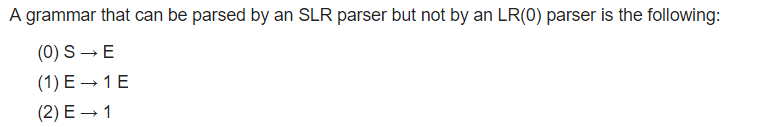 A grammar that can be parsed by an SLR parser but not by an LR(0) parser is the following:
(0) S → E
(1) E → 1 E
(2) E → 1